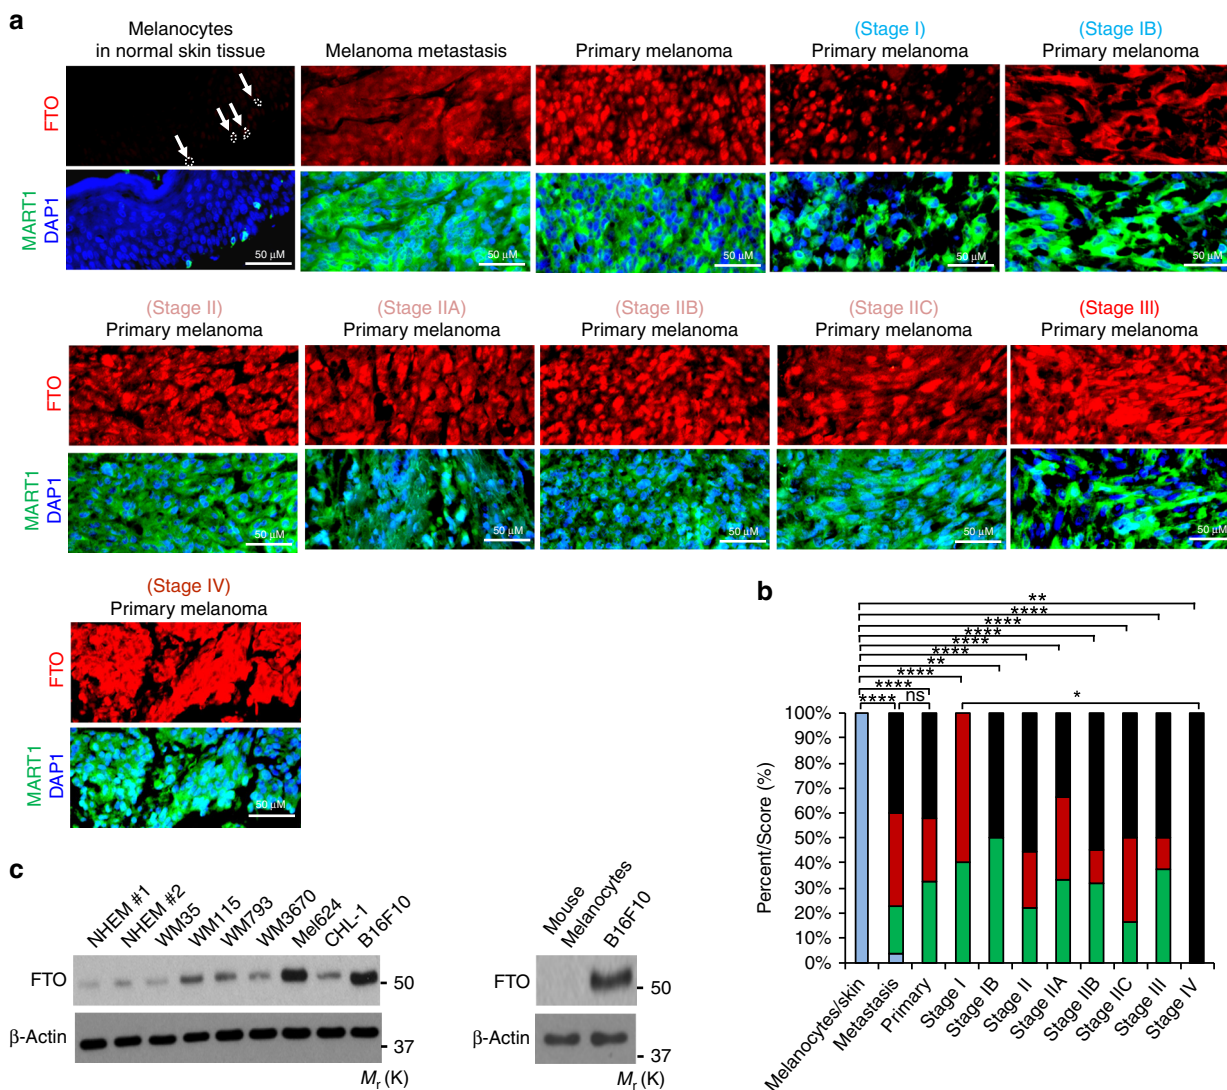 a
Melanocytes
in normal skin tissue
Melanoma metastasis
Primary melanoma
(Stage I)
Primary melanoma
(Stage IB)
Primary melanoma
FTO
MART1
DAP1
50 µM
50 µM
50 µM
50 µM
50 µM
(Stage II)
Primary melanoma
(Stage IIA)
Primary melanoma
(Stage IIB)
Primary melanoma
(Stage IIC)
Primary melanoma
(Stage III)
Primary melanoma
FTO
MART1
DAP1
50 µM
50 µM
50 µM
50 µM
50 µM
(Stage IV)
Primary melanoma
FTO
MART1
DAP1
50 µM
b
**
****
****
****
****
****
**
****
****
**** ns
*
Percent/Score (%)
100%
90%
80%
70%
60%
50%
40%
30%
20%
10%
0%
Melanocytes/skin
Metastasis
Primary
Stage I
Stage IB
Stage II
Stage IIA
Stage IIB
Stage IIC
Stage III
Stage IV
c
NHEM #1
NHEM #2
WM35
WM115
WM793
WM3670
Mel624
CHL-1
B16F10
FTO
50
β-Actin
37
Mr (K)
Mouse
Melanocytes
B16F10
FTO
50
β-Actin
37
Mr (K)